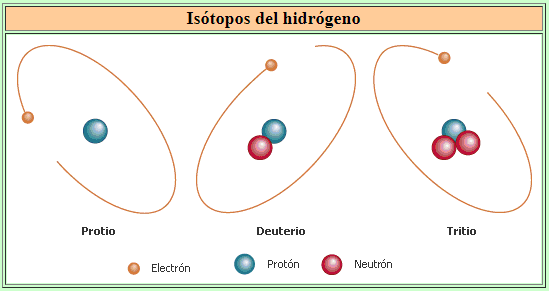 Isótopos del hidrógeno
Protio Deuterio Tritio
Electrón Protón Neutrón